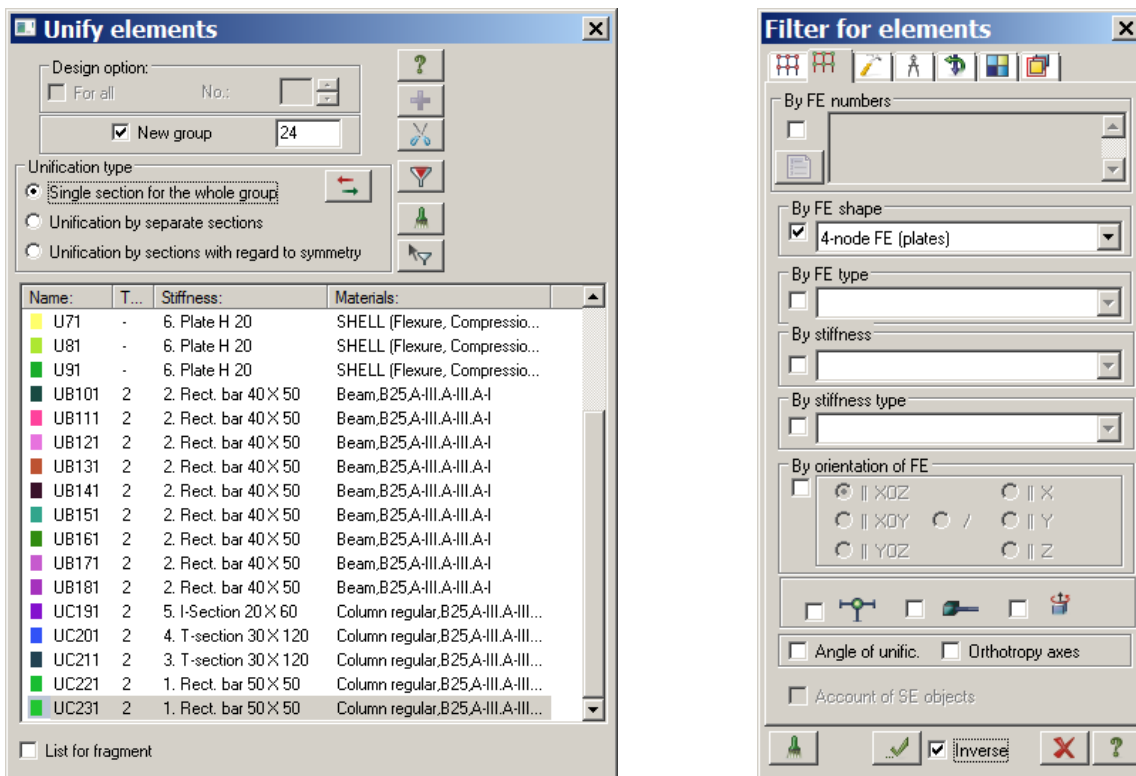 Unify elements
Design option:
For all No.:
New group 24
Unification type
Single section for the whole group
Unification by separate sections
Unification by sections with regard to symmetry
Name: T... Stiffness: Materials:
U71 - 6. Plate H 20 SHELL (Flexure, Compressio...
U81 - 6. Plate H 20 SHELL (Flexure, Compressio...
U91 - 6. Plate H 20 SHELL (Flexure, Compressio...
UB101 2 2. Rect. bar 40 X 50 Beam,B25,A-III.A-III.A-I
UB111 2 2. Rect. bar 40 X 50 Beam,B25,A-III.A-III.A-I
UB121 2 2. Rect. bar 40 X 50 Beam,B25,A-III.A-III.A-I
UB131 2 2. Rect. bar 40 X 50 Beam,B25,A-III.A-III.A-I
UB141 2 2. Rect. bar 40 X 50 Beam,B25,A-III.A-III.A-I
UB151 2 2. Rect. bar 40 X 50 Beam,B25,A-III.A-III.A-I
UB161 2 2. Rect. bar 40 X 50 Beam,B25,A-III.A-III.A-I
UB171 2 2. Rect. bar 40 X 50 Beam,B25,A-III.A-III.A-I
UB181 2 2. Rect. bar 40 X 50 Beam,B25,A-III.A-III.A-I
UC191 2 5. I-Section 20 X 60 Column regular,B25,A-III.A-III...
UC201 2 4. T-section 30 X 120 Column regular,B25,A-III.A-III...
UC211 2 3. T-section 30 X 120 Column regular,B25,A-III.A-III...
UC221 2 1. Rect. bar 50 X 50 Column regular,B25,A-III.A-III...
UC231 2 1. Rect. bar 50 X 50 Column regular,B25,A-III.A-III...
List for fragment
Filter for elements
By FE numbers
By FE shape
4-node FE (plates)
By FE type
By stiffness
By stiffness type
By orientation of FE
|| XOZ || X
|| XOY / || Y
|| YOZ || Z
Angle of unific. Orthotropy axes
Account of SE objects
Inverse